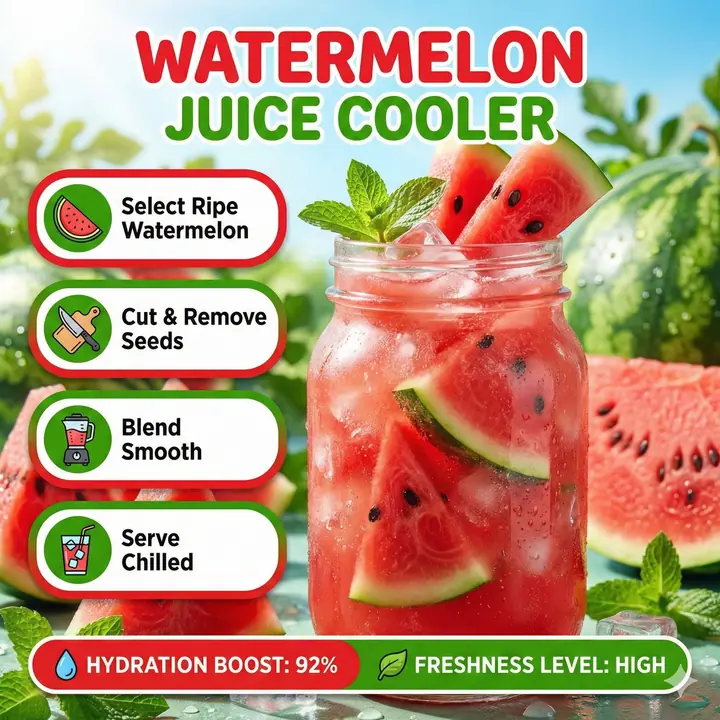 WATERMELON
JUICE COOLER
Select Ripe
Watermelon
Cut & Remove
Seeds
Blend
Smooth
Serve
Chilled
HYDRATION BOOST: 92%
FRESHNESS LEVEL: HIGH